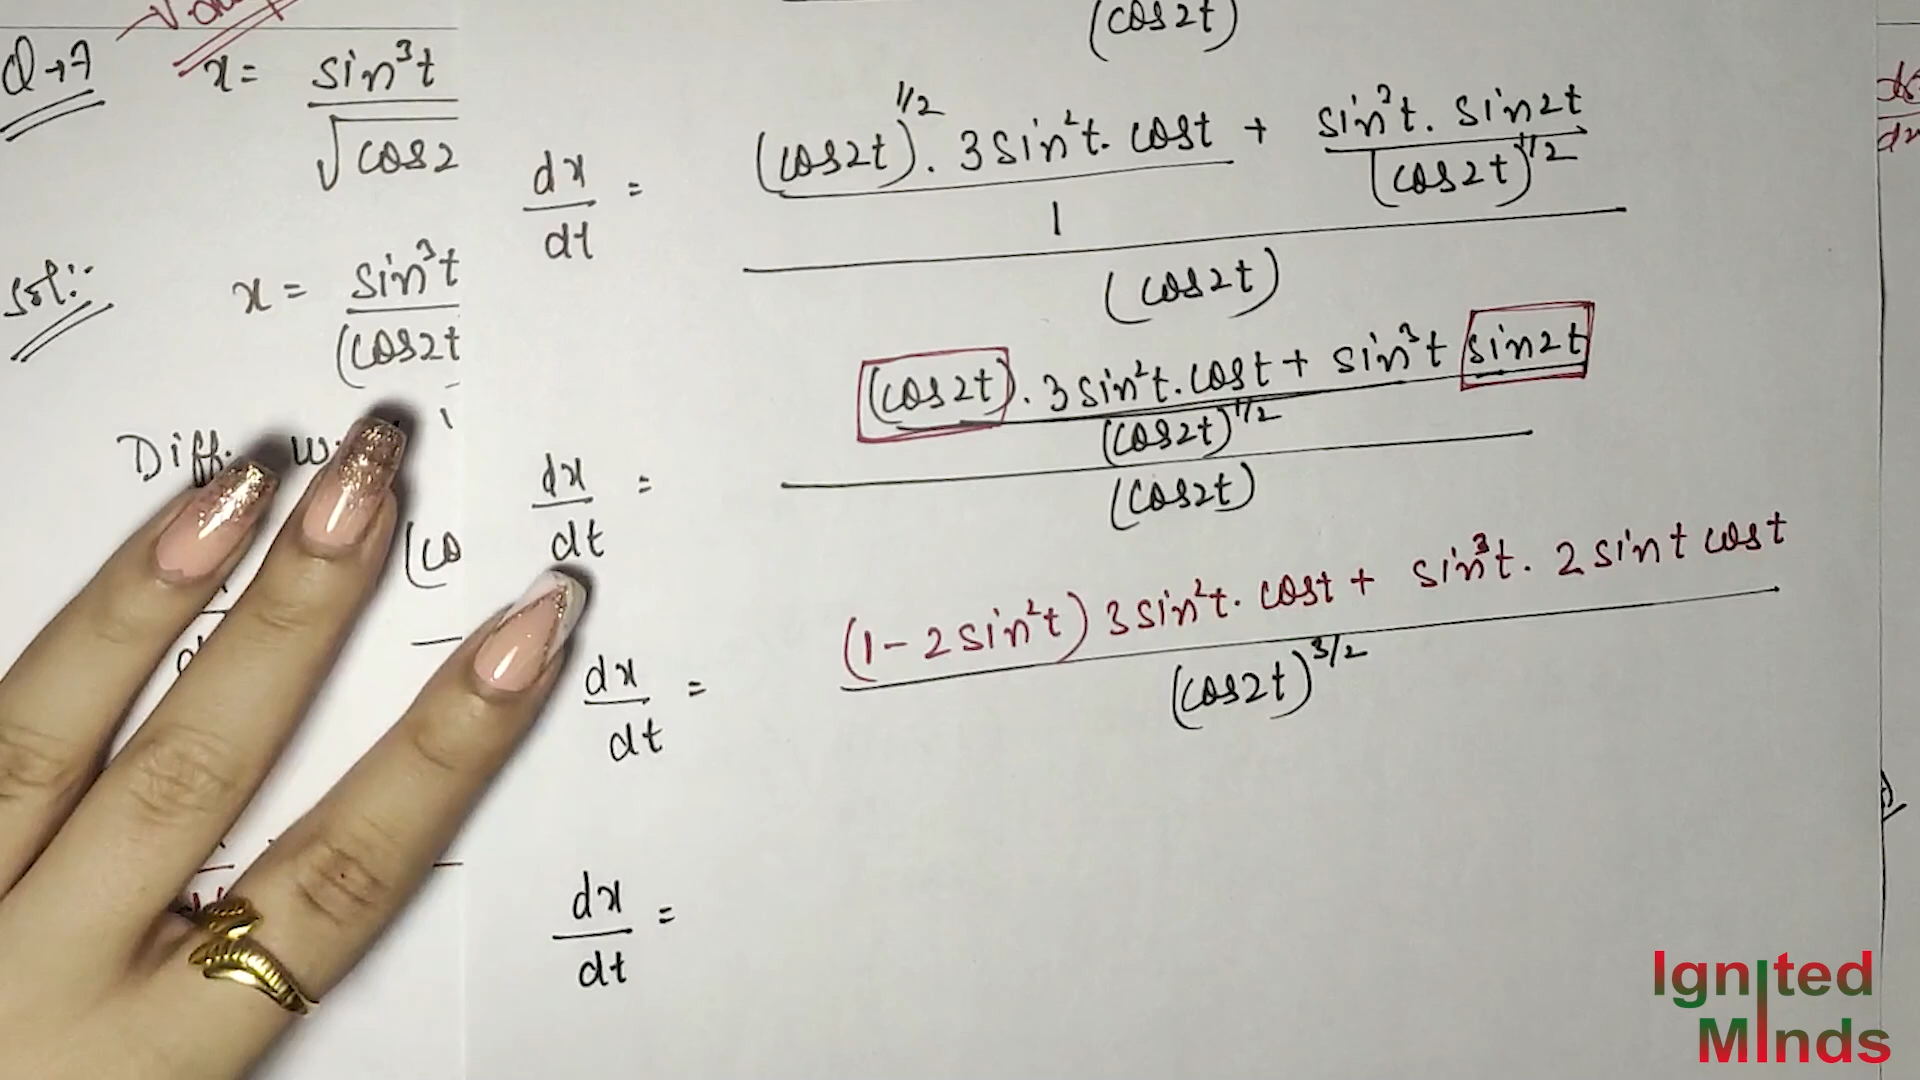 (cos2t)
Q→7 x = sin³t
√cos2
dx/dt = (cos2t)^1/2 . 3sin²t. cost / 1 + sin³t. sin2t / (cos2t)^1/2
(cos2t)
Sol:- x = sin³t
(cos2t
dx/dt = (cos2t) . 3sin²t. cost + sin³t sin2t
(cos2t)^1/2
(cos2t)
Diff. w
(co
dx/dt = (1-2sin²t) 3sin²t. cost + sin³t. 2sint cost
(cos2t)^3/2
dx/dt =
Ignited
Minds